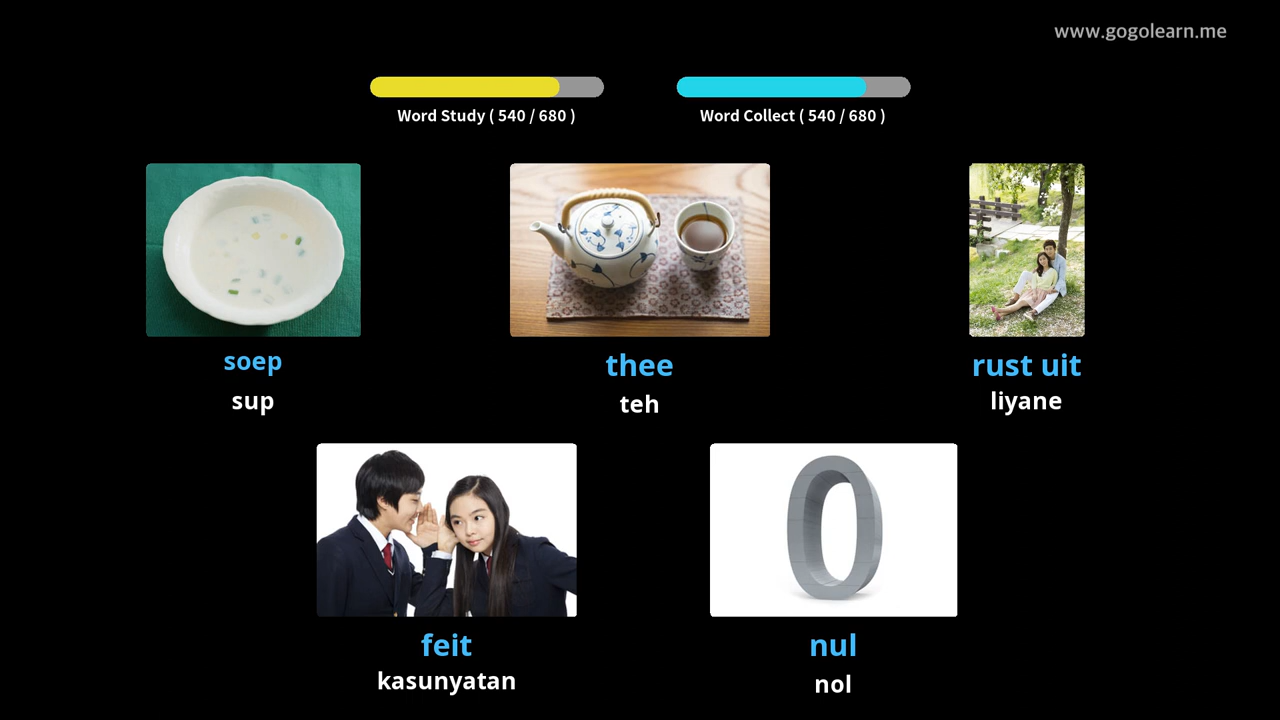 www.gogolearn.me
Word Study ( 540 / 680 )
Word Collect ( 540 / 680 )
soep
sup
thee
teh
rust uit
liyane
feit
kasunyatan
nul
nol
0